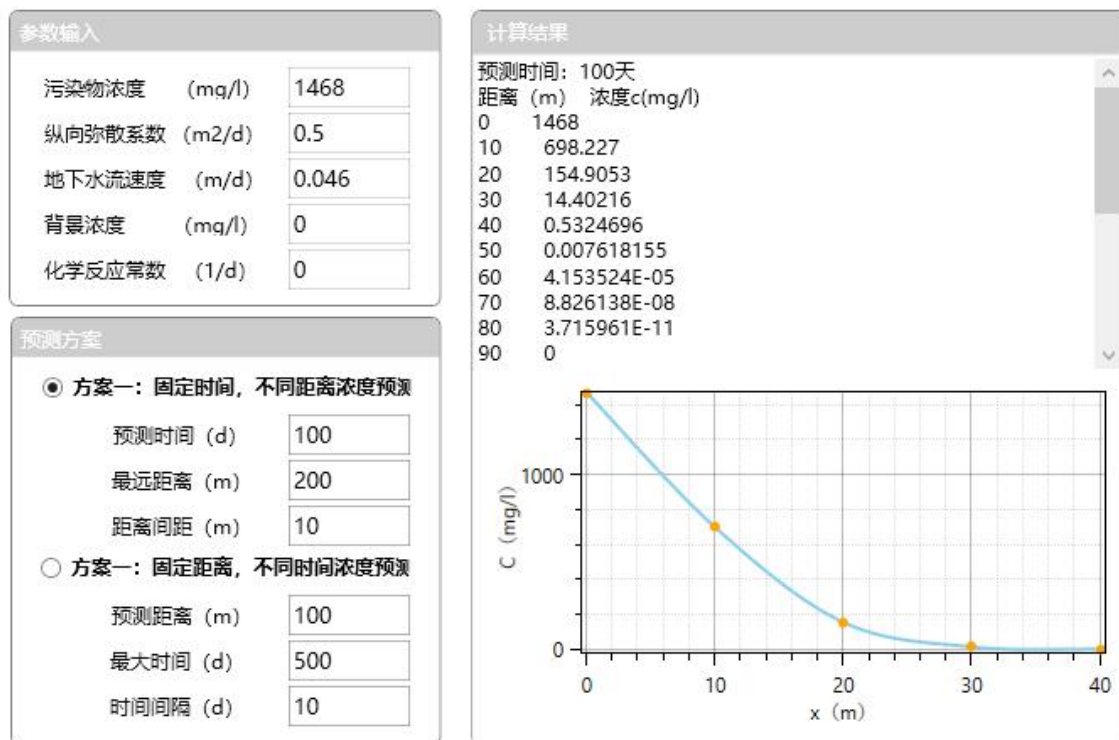 参数输入
污染物浓度 (mg/l) 1468
纵向弥散系数 (m2/d) 0.5
地下水流速度 (m/d) 0.046
背景浓度 (mg/l) 0
化学反应常数 (1/d) 0
预测方案
方案一：固定时间，不同距离浓度预测
预测时间 (d) 100
最远距离 (m) 200
距离间距 (m) 10
方案一：固定距离，不同时间浓度预测
预测距离 (m) 100
最大时间 (d) 500
时间间隔 (d) 10
计算结果
预测时间：100天
距离 (m) 浓度c(mg/l)
0 1468
10 698.227
20 154.9053
30 14.40216
40 0.5324696
50 0.007618155
60 4.153524E-05
70 8.826138E-08
80 3.715961E-11
90 0
C (mg/l)
1000
0
0 10 20 30 40
x (m)